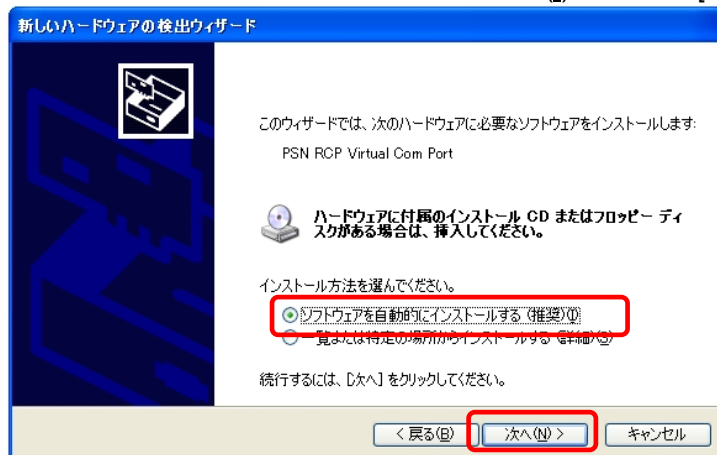 新しいハードウェアの検出ウィザード
このウィザードでは、次のハードウェアに必要なソフトウェアをインストールします:
PSN RCP Virtual Com Port
ハードウェアに付属のインストール CD またはフロッピー ディ
スクがある場合は、挿入してください。
インストール方法を選んでください。
ソフトウェアを自動的にインストールする (推奨)(I)
一覧または特定の場所からインストールする (詳細)(S)
続行するには、[次へ] をクリックしてください。
< 戻る(B)
次へ(N) >
キャンセル